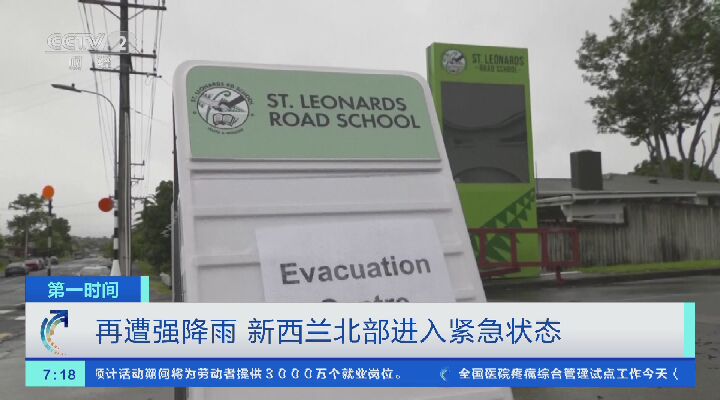 CCTV 2
财经
ST. LEONARDS
ROAD SCHOOL
ST. LEONARDS
ROAD SCHOOL
Evacuation
Centre
第一时间
再遭强降雨 新西兰北部进入紧急状态
7:18
项计活动期间将为劳动者提供3000万个就业岗位。
全国医院疼痛综合管理试点工作今天